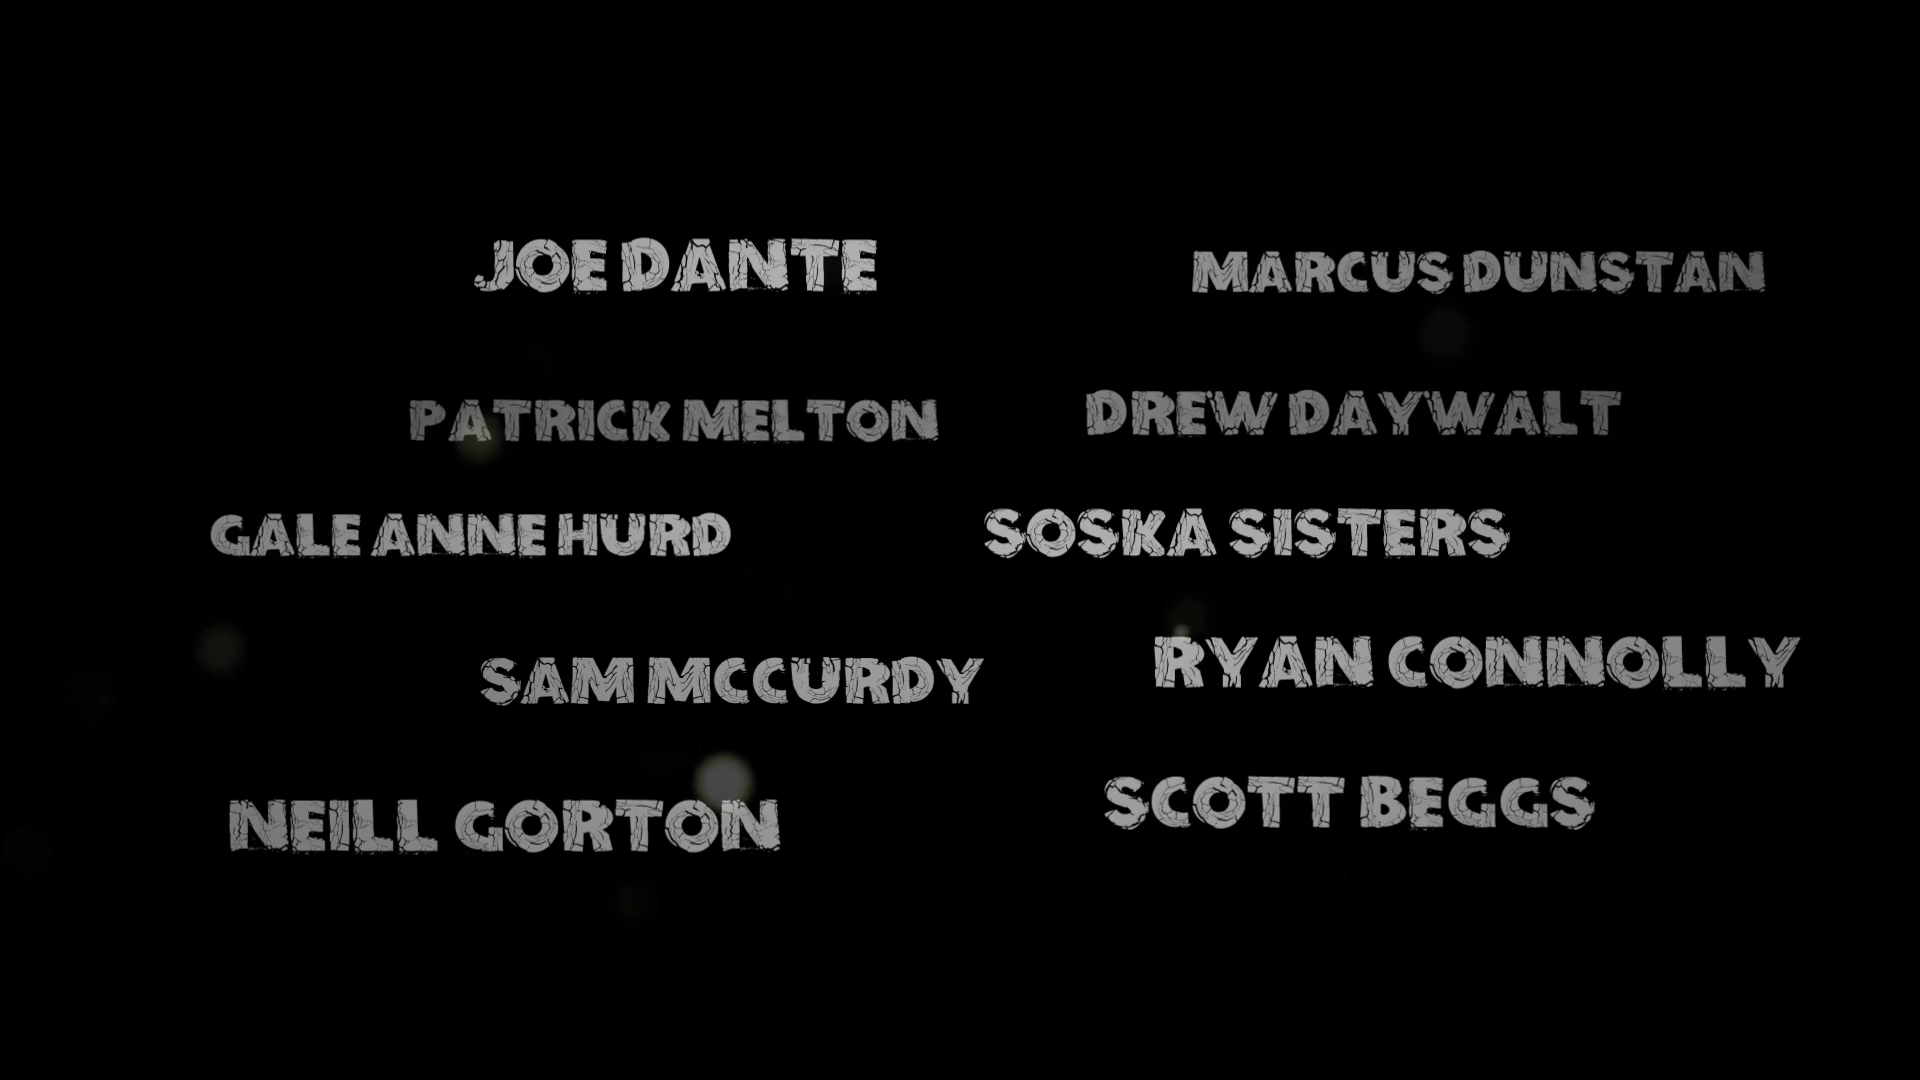 JOE DANTE
MARCUS DUNSTAN
PATRICK MELTON
DREW DAYWALT
GALE ANNE HURD
SOSKA SISTERS
SAM MCCURDY
RYAN CONNOLLY
NEILL GORTON
SCOTT BEGGS